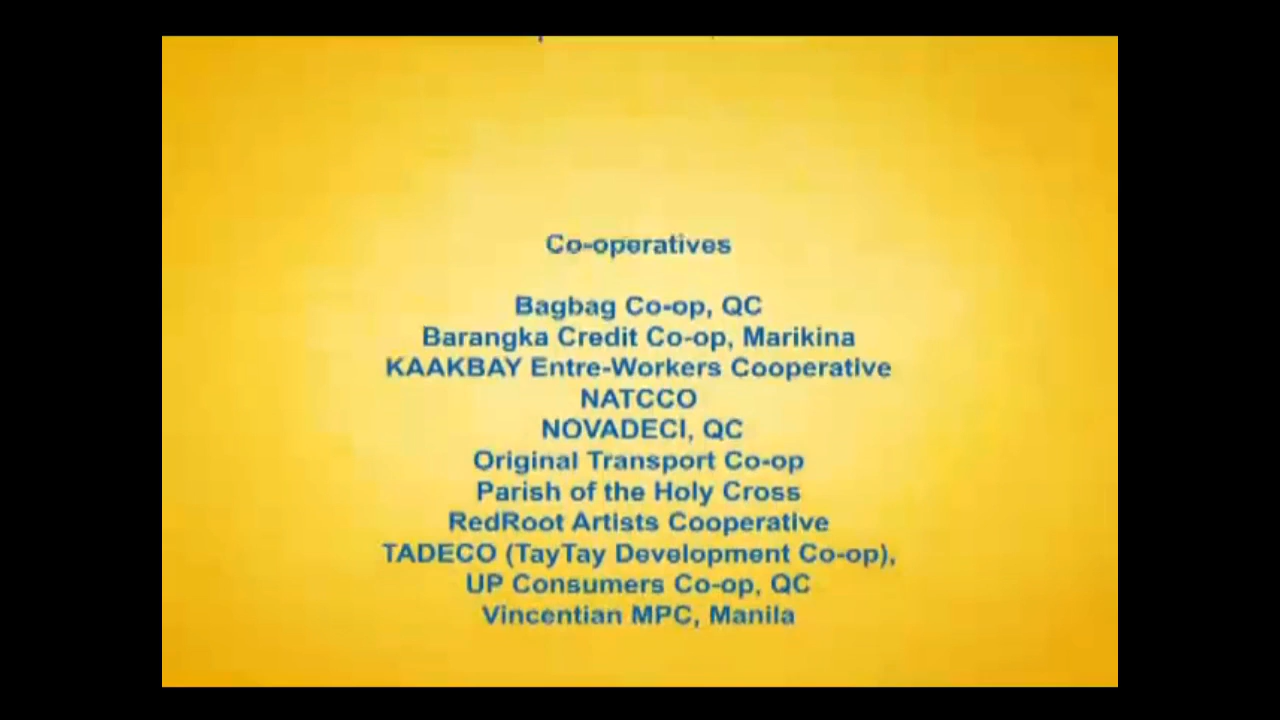 Co-operatives
Bagbag Co-op, QC
Barangka Credit Co-op, Marikina
KAAKBAY Entre-Workers Cooperative
NATCCO
NOVADECI, QC
Original Transport Co-op
Parish of the Holy Cross
RedRoot Artists Cooperative
TADECO (TayTay Development Co-op),
UP Consumers Co-op, QC
Vincentian MPC, Manila